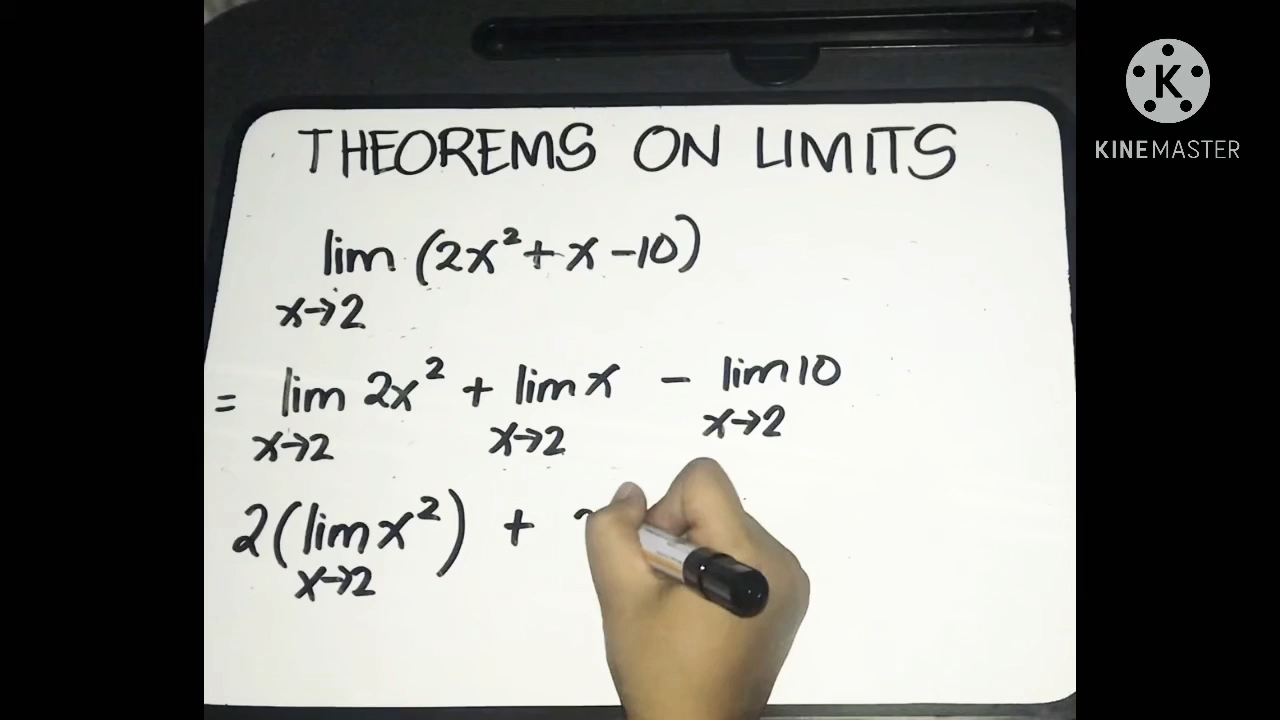 THEOREMS ON LIMITS
lim (2x² + x - 10)
x→2
= lim 2x² + lim x - lim 10
x→2 x→2 x→2
2(lim x²) +
x→2
K
KINEMASTER